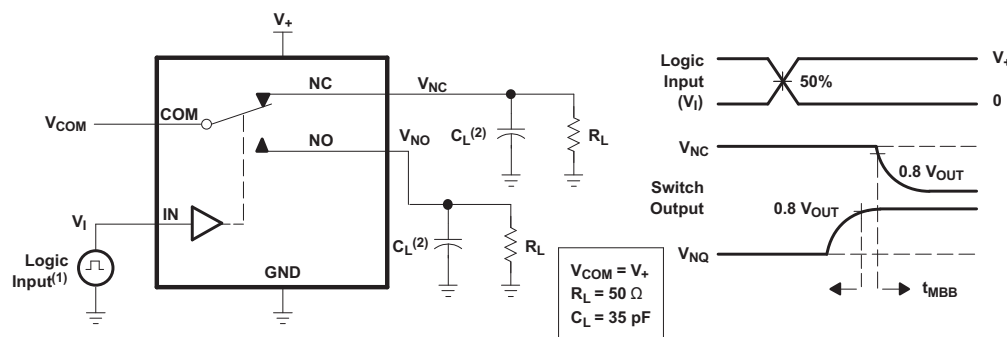 V+
NC
VNC
COM
VCOM
CL(2)
RL
NO
VNO
VI
IN
CL(2)
RL
Logic
Input(1)
GND
VCOM = V+
RL = 50 Ω
CL = 35 pF
Logic
Input
(VI)
50%
V+
0
VNC
0.8 VOUT
Switch
Output
0.8 VOUT
VNQ
tMBB